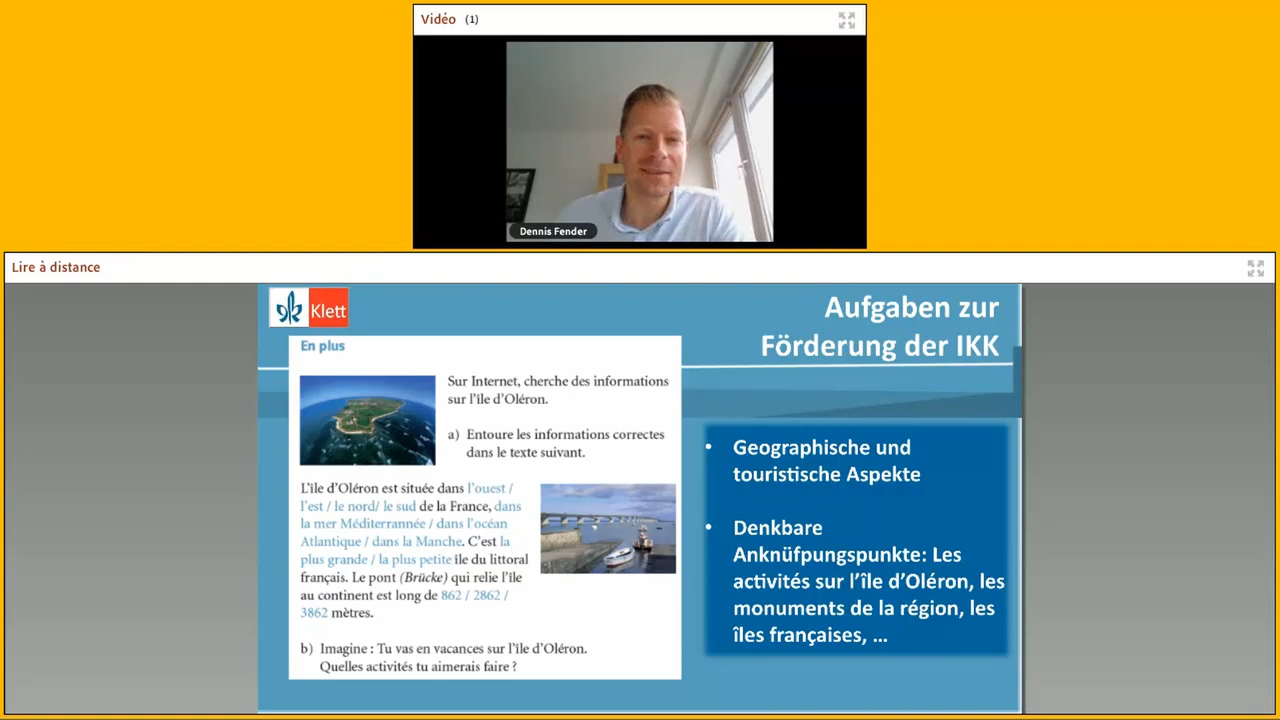 Vidéo (1)
Dennis Fender
Lire à distance
Klett
Aufgaben zur
Förderung der IKK
En plus
Sur Internet, cherche des informations
sur l'île d'Oléron.
a) Entoure les informations correctes
dans le texte suivant.
L'île d'Oléron est située dans l'ouest /
l'est / le nord/ le sud de la France, dans
la mer Méditerrannée / dans l'océan
Atlantique / dans la Manche. C'est la
plus grande / la plus petite île du littoral
français. Le pont (Brücke) qui relie l'île
au continent est long de 862 / 2862 /
3862 mètres.
b) Imagine : Tu vas en vacances sur l'île d'Oléron.
Quelles activités tu aimerais faire ?
• Geographische und
touristische Aspekte
• Denkbare
Anknüfpungspunkte: Les
activités sur l'île d'Oléron, les
monuments de la région, les
îles françaises, ...